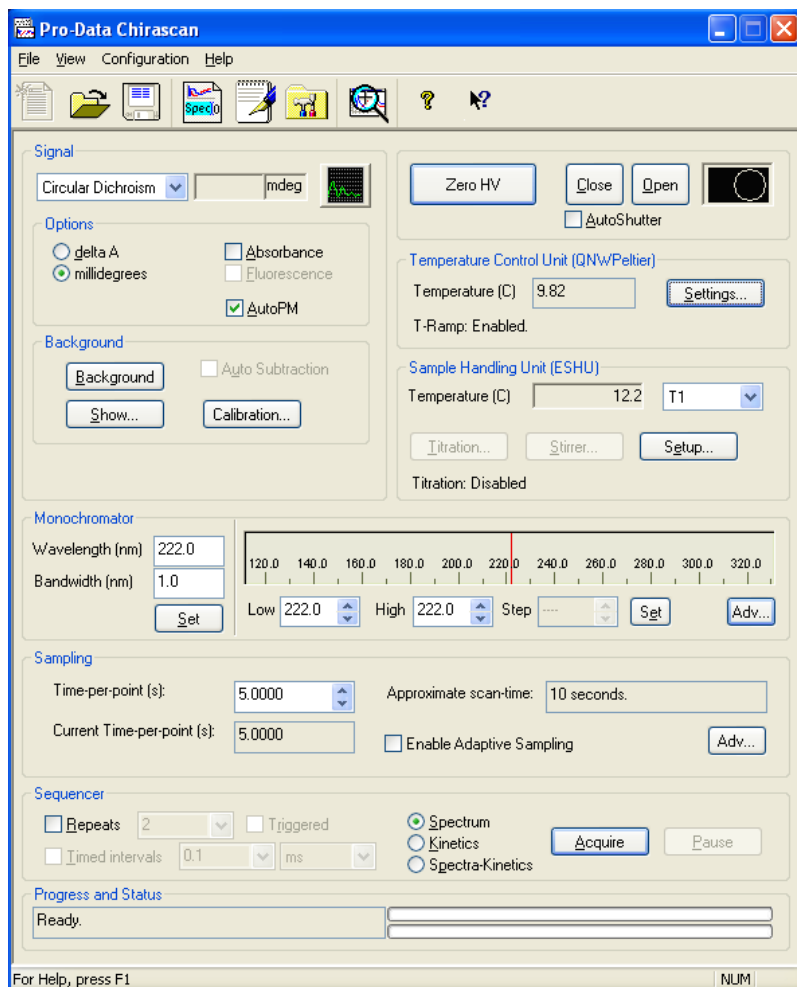 Pro-Data Chirascan
File View Configuration Help
Spec|o
Signal
Circular Dichroism mdeg
Options
delta A Absorbance
millidegrees Fluorescence
AutoPM
Background
Background Auto Subtraction
Show... Calibration...
Zero HV Close Open
AutoShutter
Temperature Control Unit (QNWPeltier)
Temperature (C) 9.82 Settings...
T-Ramp: Enabled.
Sample Handling Unit (ESHU)
Temperature (C) 12.2 T1
Titration... Stirrer... Setup...
Titration: Disabled
Monochromator
Wavelength (nm) 222.0
Bandwidth (nm) 1.0
Set
120.0 140.0 160.0 180.0 200.0 220.0 240.0 260.0 280.0 300.0 320.0
Low 222.0 High 222.0 Step ---- Set Adv...
Sampling
Time-per-point (s): 5.0000 Approximate scan-time: 10 seconds.
Current Time-per-point (s): 5.0000 Enable Adaptive Sampling Adv...
Sequencer
Repeats 2 Triggered
Timed intervals 0.1 ms
Spectrum
Kinetics
Spectra-Kinetics
Acquire Pause
Progress and Status
Ready.
For Help, press F1 NUM